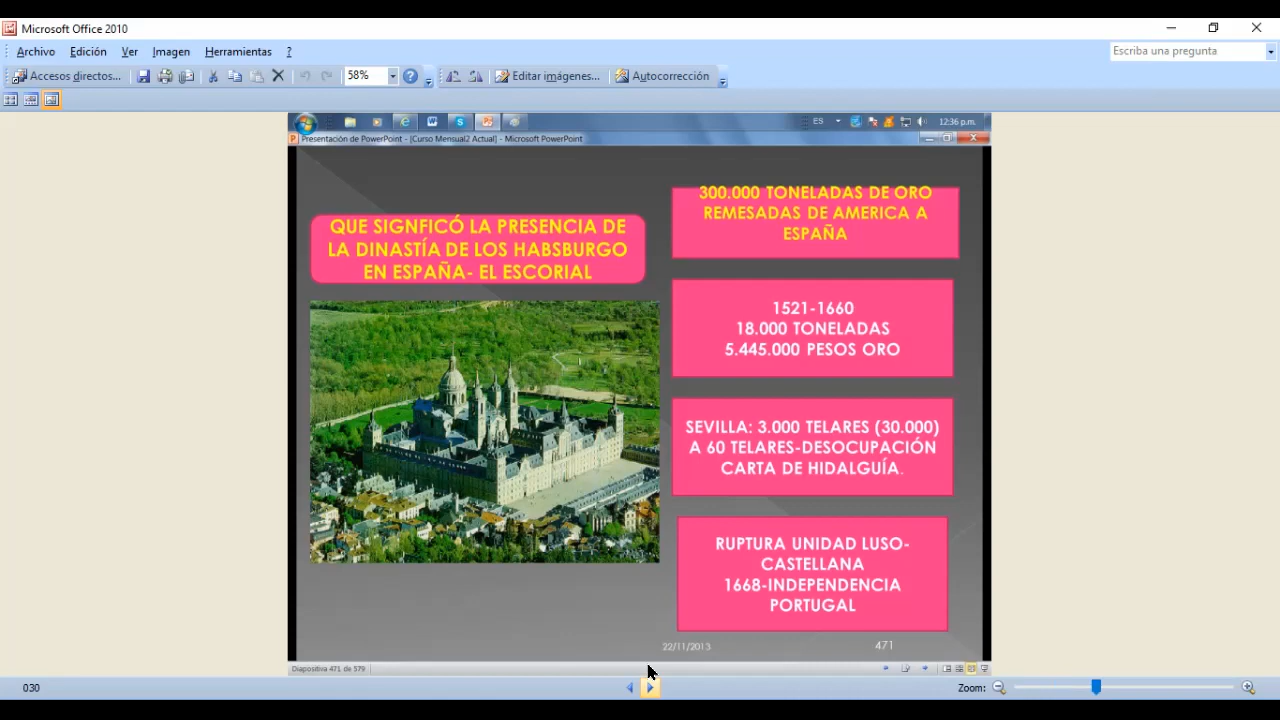 Microsoft Office 2010
Archivo Edición Ver Imagen Herramientas ?
Escriba una pregunta
Accesos directos... 58% Editar imágenes... Autocorrección
ES 12:36 p.m.
Presentación de PowerPoint - [Curso Mensual2 Actual] - Microsoft PowerPoint
QUE SIGNFICÓ LA PRESENCIA DE
LA DINASTÍA DE LOS HABSBURGO
EN ESPAÑA- EL ESCORIAL
300.000 TONELADAS DE ORO
REMESADAS DE AMERICA A
ESPAÑA
1521-1660
18.000 TONELADAS
5.445.000 PESOS ORO
SEVILLA: 3.000 TELARES (30.000)
A 60 TELARES-DESOCUPACIÓN
CARTA DE HIDALGUÍA.
RUPTURA UNIDAD LUSO-
CASTELLANA
1668-INDEPENDENCIA
PORTUGAL
22/11/2013 471
Diapositiva 471 de 579
030
Zoom: